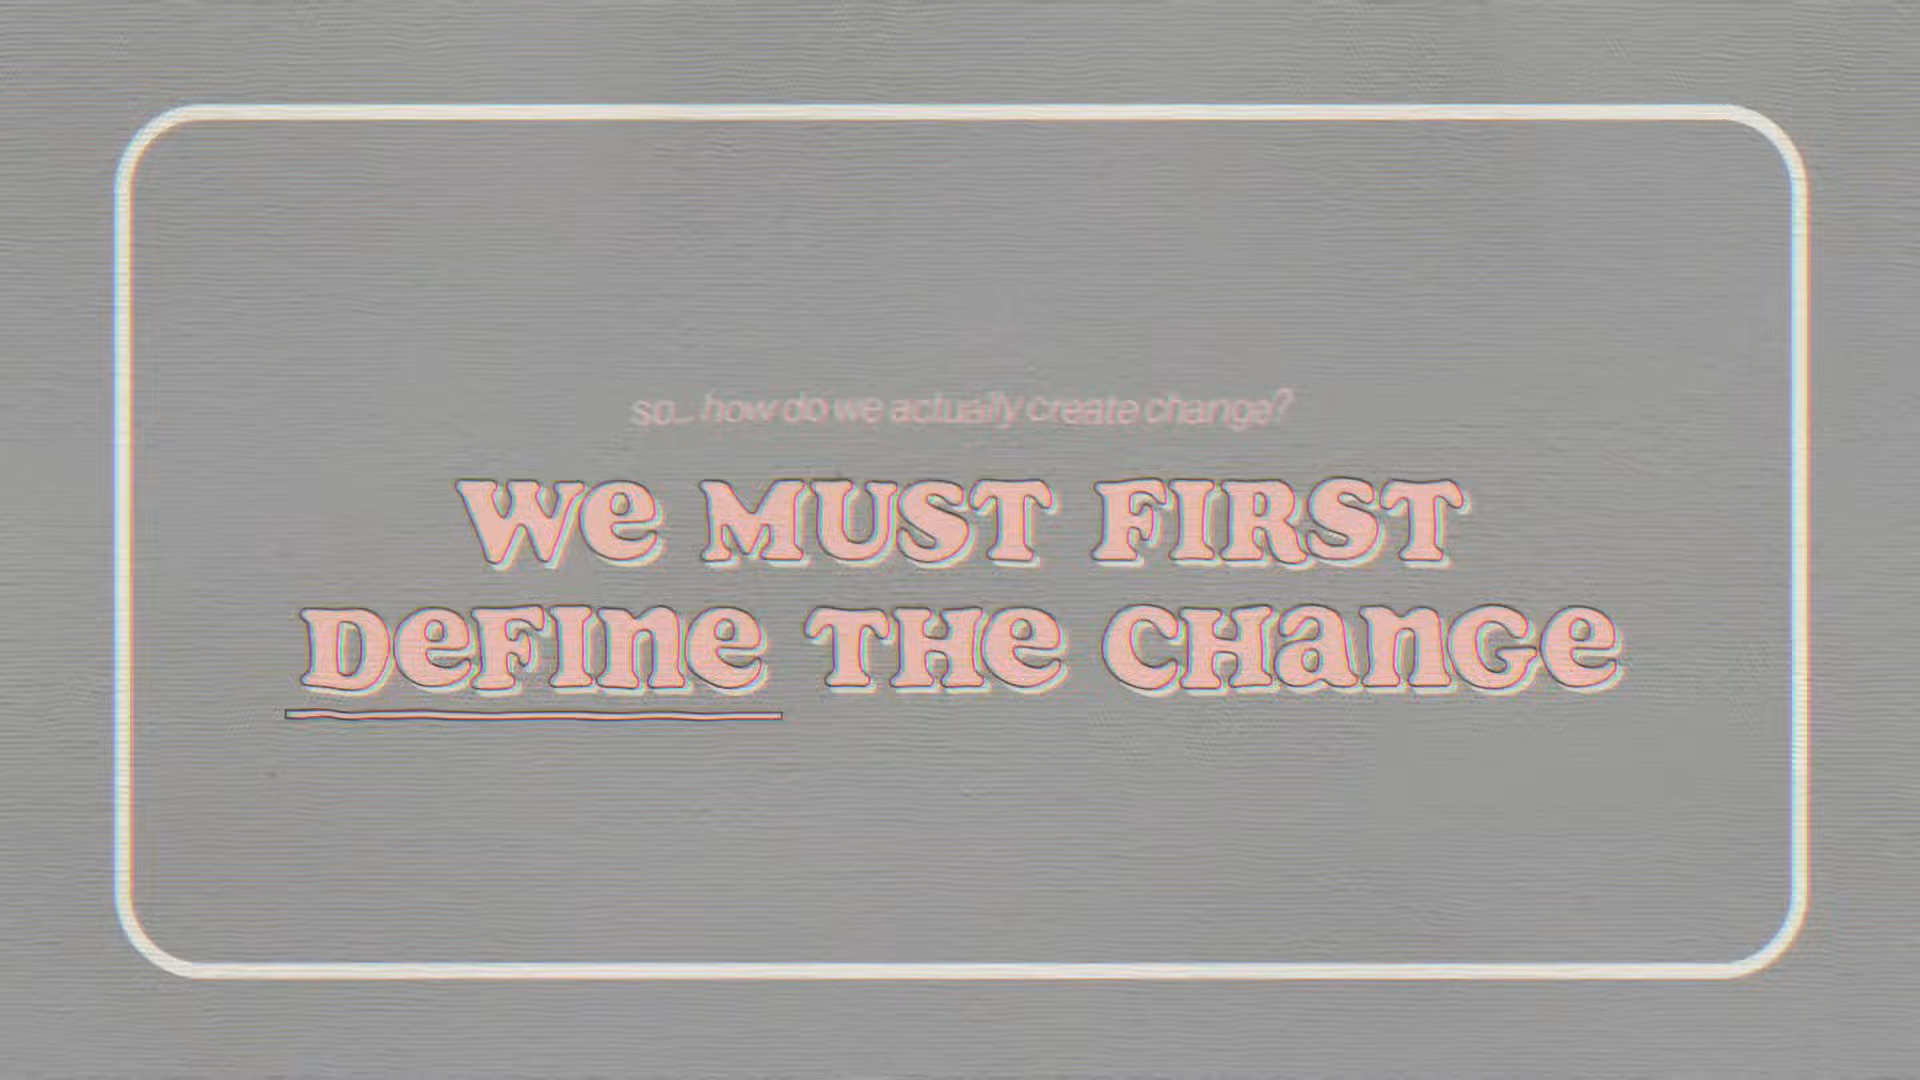 so... how do we actually create change?
We MUST FIRST
DeFIne THe CHanGe